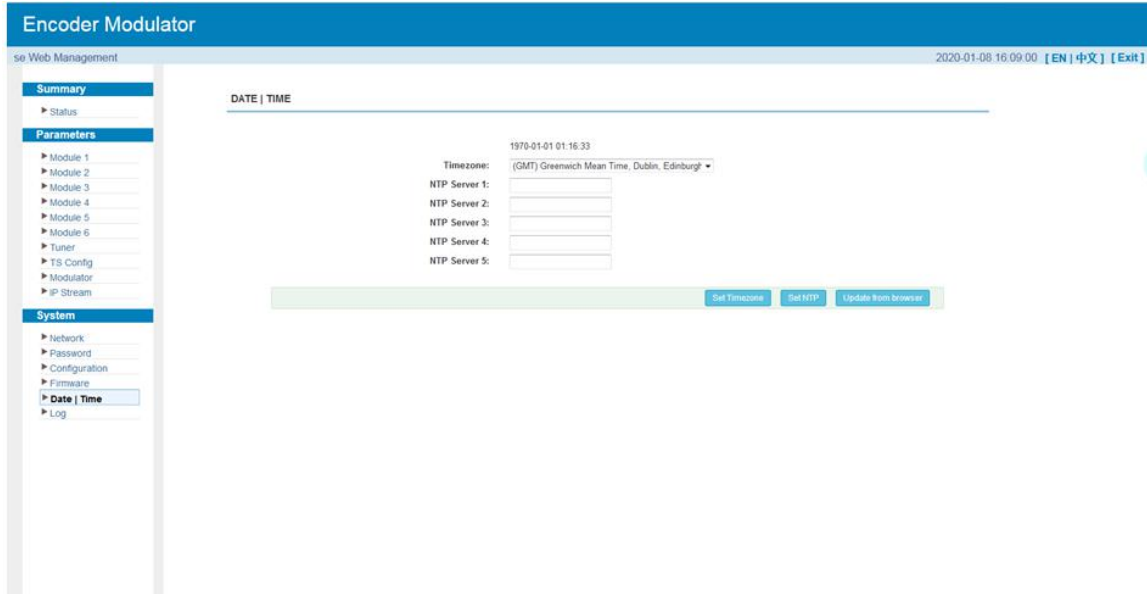 Encoder Modulator
se Web Management
2020-01-08 16:09:00 [ EN | 中文 ] [ Exit ]
Summary
Status
Parameters
Module 1
Module 2
Module 3
Module 4
Module 5
Module 6
Tuner
TS Config
Modulator
IP Stream
System
Network
Password
Configuration
Firmware
Date | Time
Log
DATE | TIME
1970-01-01 01:16:33
Timezone: (GMT) Greenwich Mean Time, Dublin, Edinburgh
NTP Server 1:
NTP Server 2:
NTP Server 3:
NTP Server 4:
NTP Server 5:
Set Timezone Set NTP Update from browser